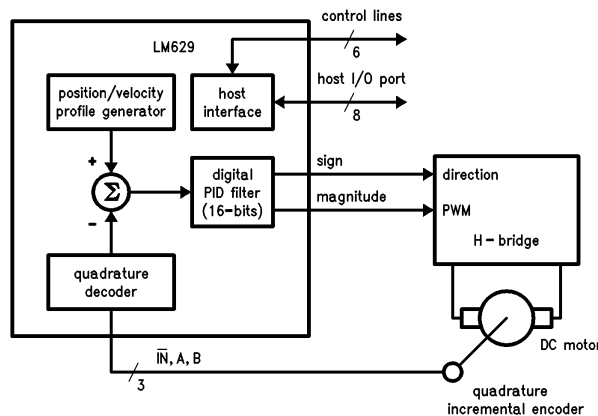 control lines
6
LM629
host I/O port
8
position/velocity
profile generator
host
interface
+
Σ
-
digital
PID filter
(16-bits)
sign
magnitude
direction
PWM
H-bridge
quadrature
decoder
DC motor
I̅N̅, A, B
3
quadrature
incremental encoder